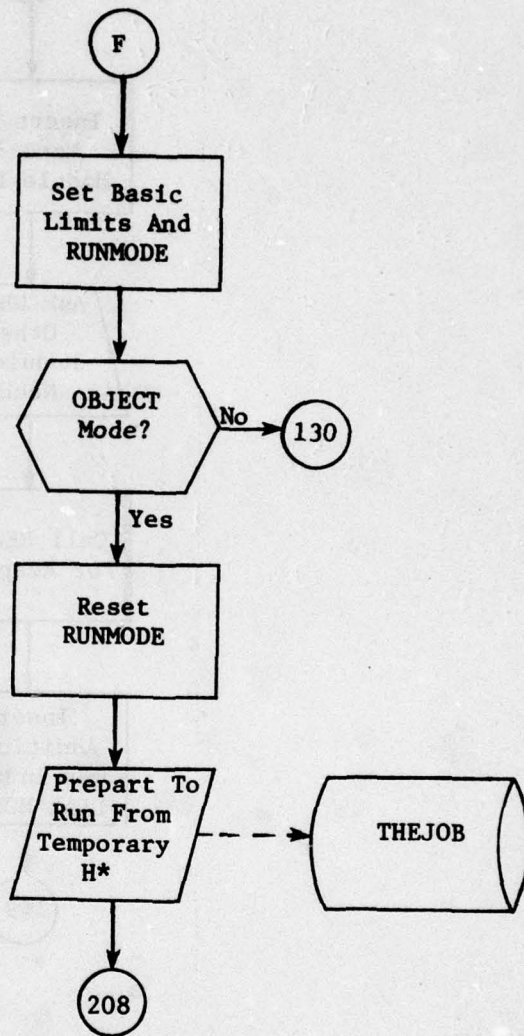 F
Set Basic
Limits And
RUNMODE
OBJECT
Mode?
No
130
Yes
Reset
RUNMODE
Prepart To
Run From
Temporary
H*
THEJOB
208